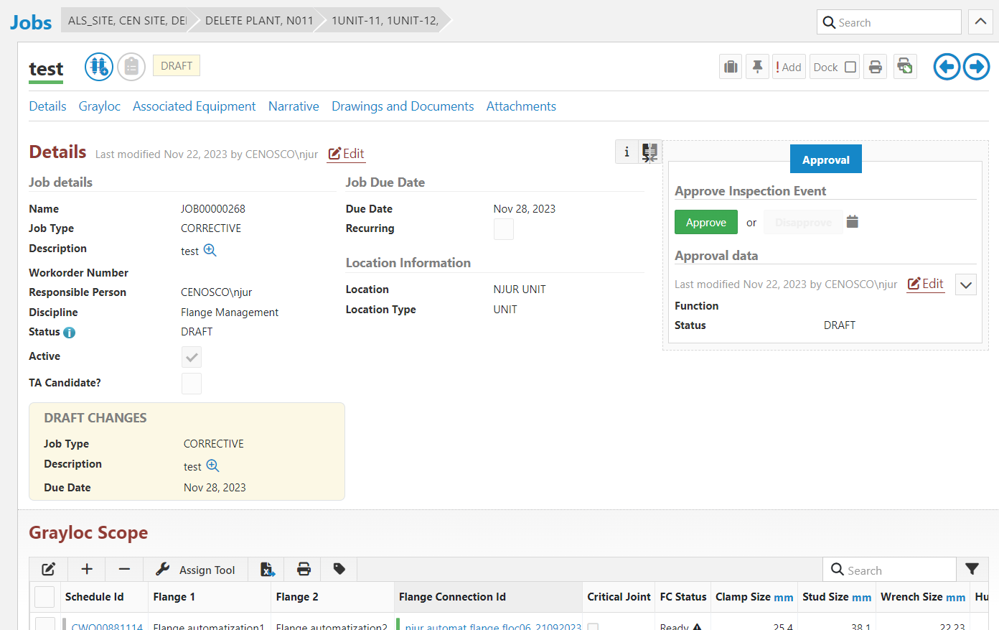 Jobs
ALS_SITE, CEN SITE, DEI
DELETE PLANT, N011
1UNIT-11, 1UNIT-12,
Search
test
DRAFT
! Add
Dock
Details
Grayloc
Associated Equipment
Narrative
Drawings and Documents
Attachments
Details
Last modified Nov 22, 2023 by CENOSCO\njur
Edit
Job details
Name
JOB00000268
Job Type
CORRECTIVE
Description
test
Workorder Number
Responsible Person
CENOSCO\njur
Discipline
Flange Management
Status
DRAFT
Active
TA Candidate?
Job Due Date
Due Date
Nov 28, 2023
Recurring
Location Information
Location
NJUR UNIT
Location Type
UNIT
Approval
Approve Inspection Event
Approve
or
Disapprove
Approval data
Last modified Nov 22, 2023 by CENOSCO\njur
Edit
Function
Status
DRAFT
DRAFT CHANGES
Job Type
CORRECTIVE
Description
test
Due Date
Nov 28, 2023
Grayloc Scope
Assign Tool
Search
Schedule Id
Flange 1
Flange 2
Flange Connection Id
Critical Joint
FC Status
Clamp Size mm
Stud Size mm
Wrench Size mm
Hu
CWO00881114
Flange automatization1
Flange automatization2
njur automat flange floc06_21092023
Ready
25.4
38.1
22.23